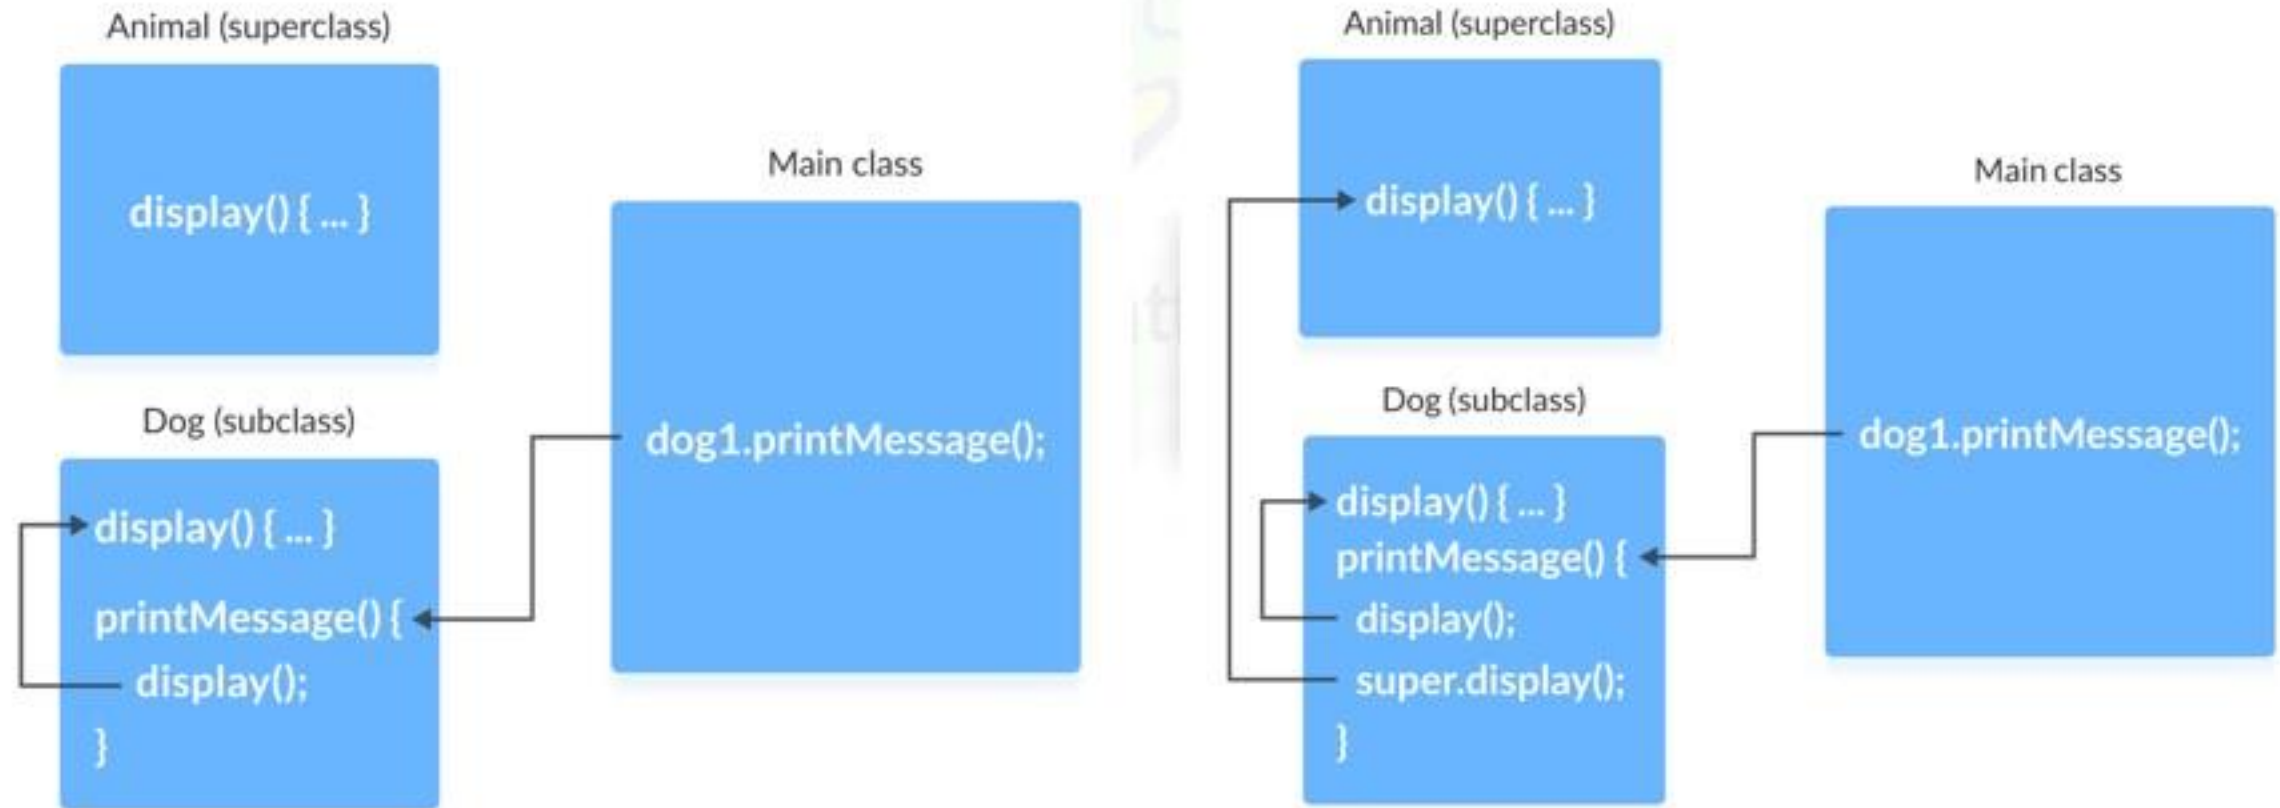 Animal (superclass)
display() { ... }
Dog (subclass)
display() { ... }
printMessage() {
display();
}
Main class
dog1.printMessage();
Animal (superclass)
display() { ... }
Dog (subclass)
display() { ... }
printMessage() {
display();
super.display();
}
Main class
dog1.printMessage();